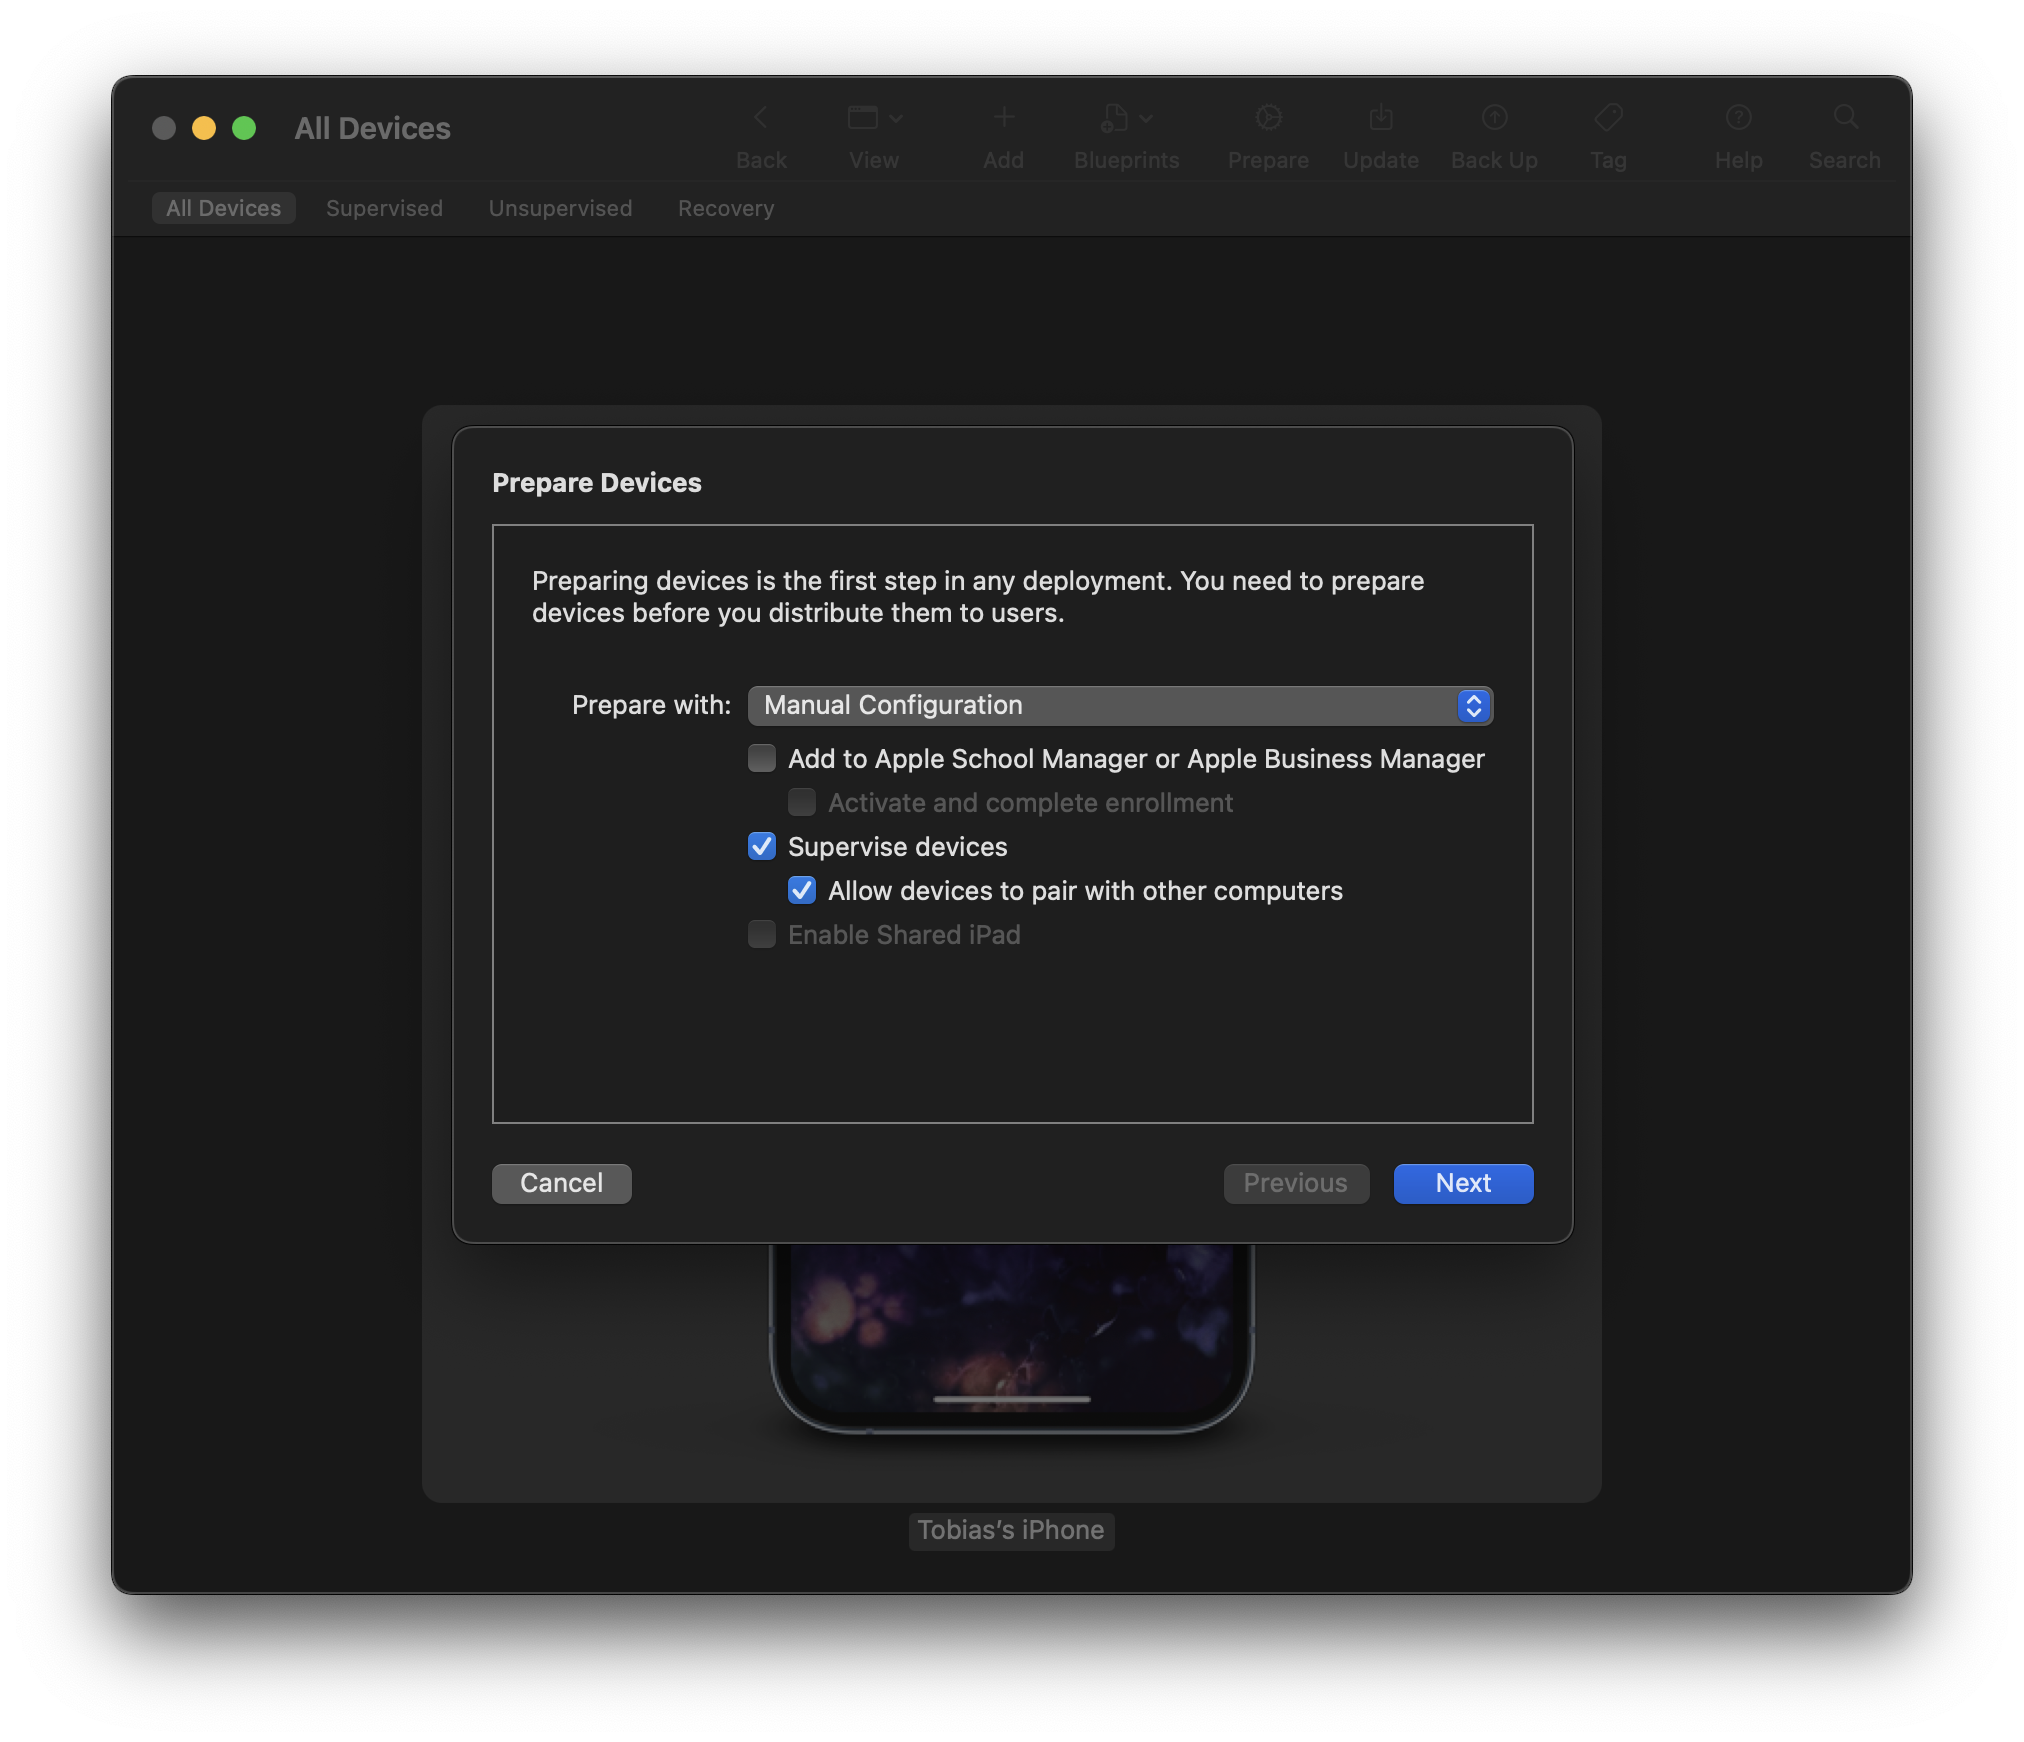 All Devices
Back
View
Add
Blueprints
Prepare
Update
Back Up
Tag
Help
Search
All Devices
Supervised
Unsupervised
Recovery
Prepare Devices
Preparing devices is the first step in any deployment. You need to prepare
devices before you distribute them to users.
Prepare with: Manual Configuration
Add to Apple School Manager or Apple Business Manager
Activate and complete enrollment
Supervise devices
Allow devices to pair with other computers
Enable Shared iPad
Cancel
Previous
Next
Tobias’s iPhone